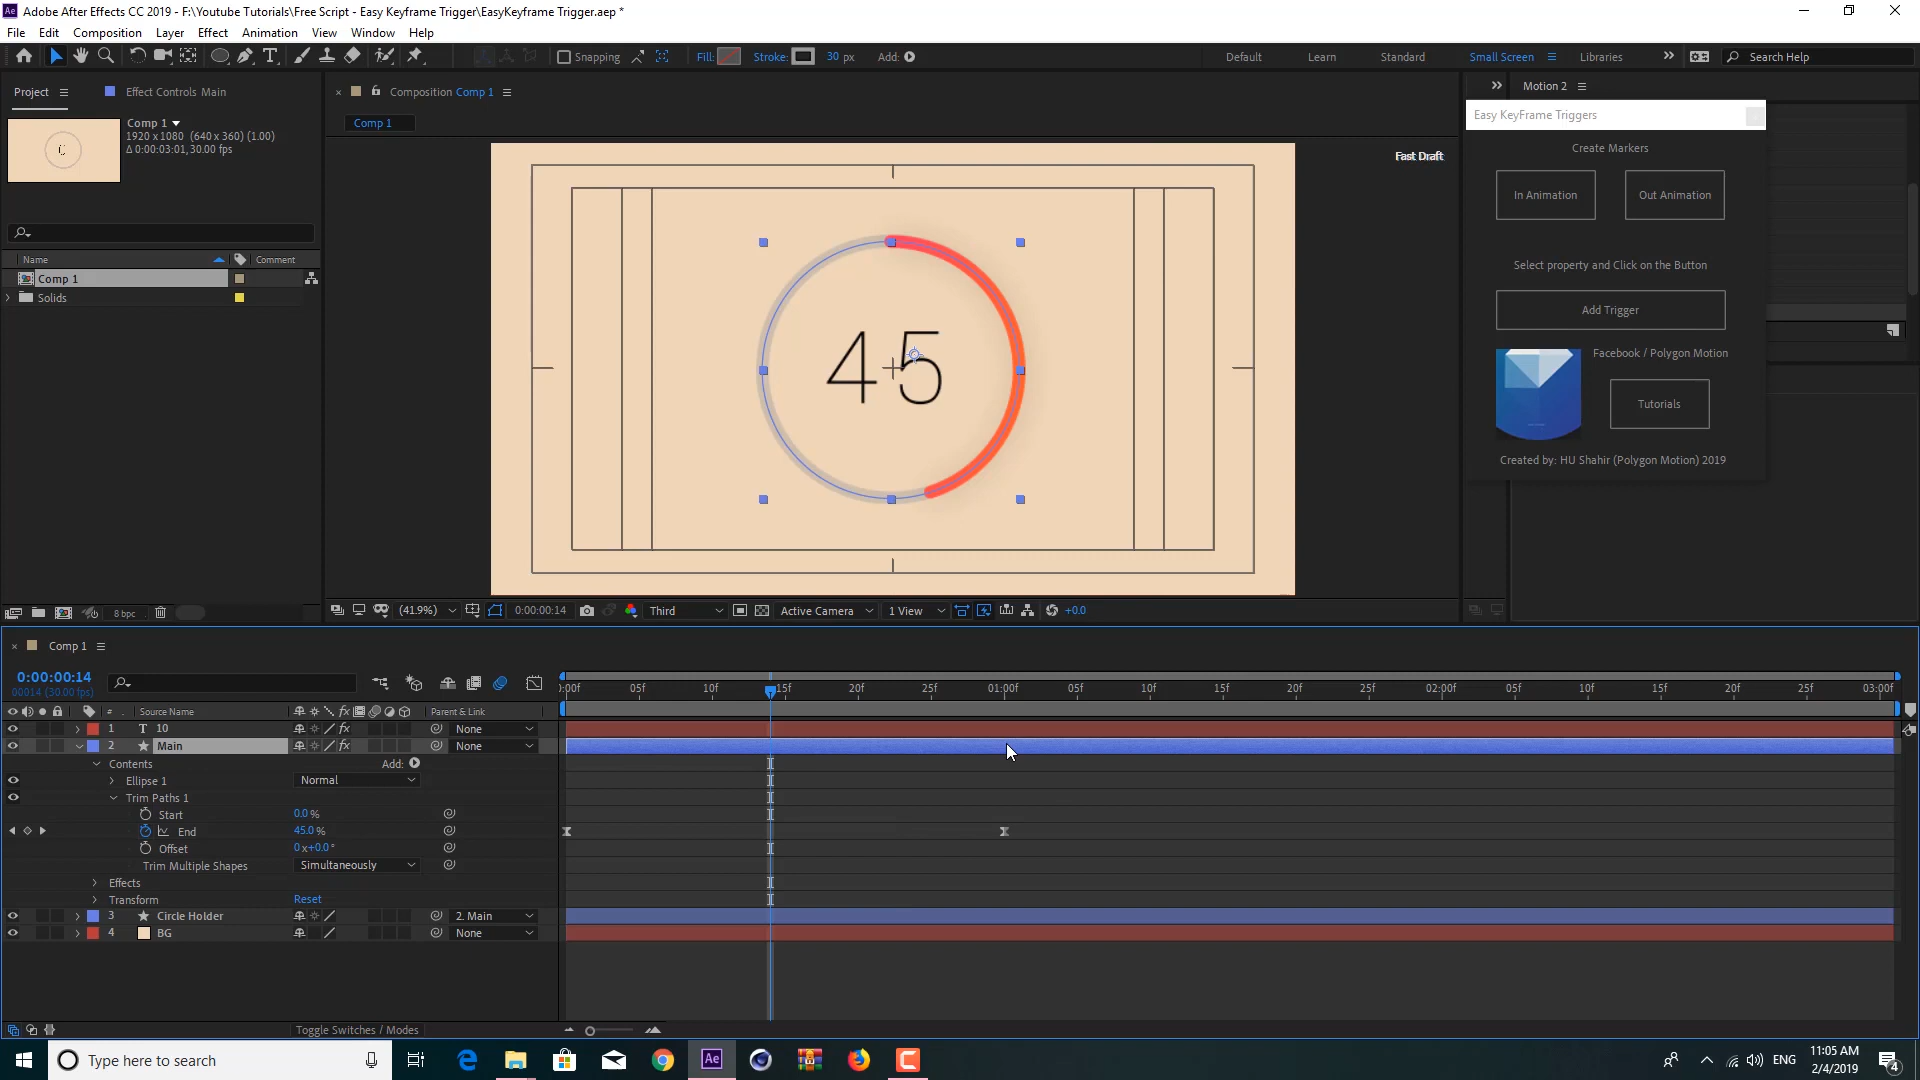 Adobe After Effects CC 2019 - F:\Youtube Tutorials\Free Script - Easy Keyframe Trigger\EasyKeyframe Trigger.aep *
File Edit Composition Layer Effect Animation View Window Help
Snapping Fill: Stroke: 30 px Add: Default Learn Standard Small Screen Libraries Search Help
Project Effect Controls Main
Composition Comp 1
Motion 2
Comp 1
1920 x 1080 (640 x 360) (1.00)
Δ 0:00:03:01, 30.00 fps
Comp 1
Fast Draft
Easy KeyFrame Triggers
Create Markers
In Animation Out Animation
Select property and Click on the Button
Add Trigger
Facebook / Polygon Motion
Tutorials
Created by: HU Shahir (Polygon Motion) 2019
Name Comment
Comp 1
Solids
45
8 bpc
(41.9%) 0:00:00:14 Third Active Camera 1 View +0.0
Comp 1
0:00:00:14
00014 (30.00 fps)
:00f 05f 10f 15f 20f 25f 01:00f 05f 10f 15f 20f 25f 02:00f 05f 10f 15f 20f 25f 03:00f
# Source Name fx Parent & Link
1 T 10 fx None
2 Main fx None
Contents Add:
Ellipse 1 Normal
Trim Paths 1
Start 0.0 %
End 45.0 %
Offset 0 x+0.0 °
Trim Multiple Shapes Simultaneously
Effects
Transform Reset
3 Circle Holder 2. Main
4 BG None
Toggle Switches / Modes
Type here to search
Ae
ENG
11:05 AM
2/4/2019
4